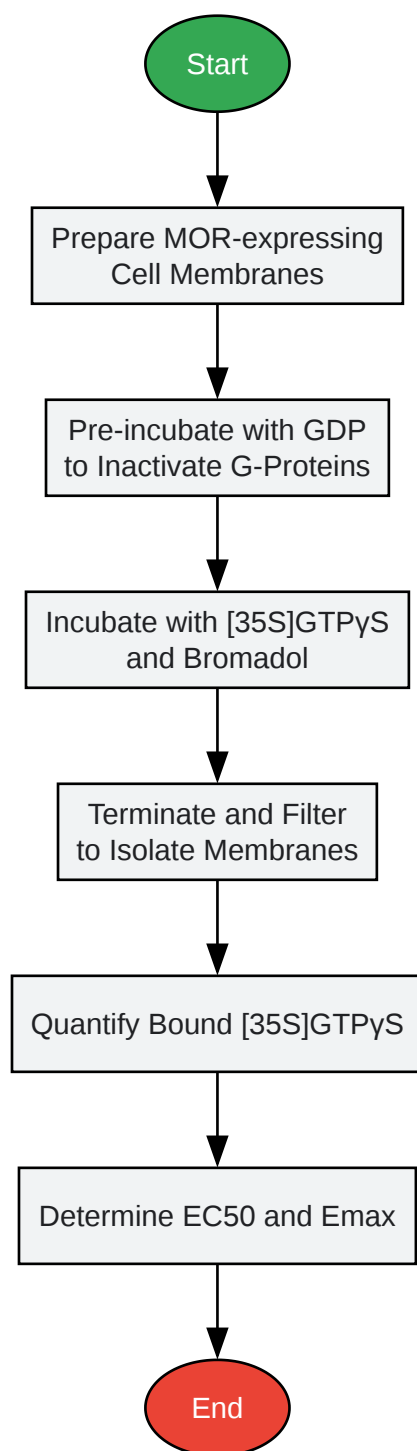 Start
Prepare MOR-expressing
Cell Membranes
Pre-incubate with GDP
to Inactivate G-Proteins
Incubate with [35S]GTPγS
and Bromadol
Terminate and Filter
to Isolate Membranes
Quantify Bound [35S]GTPγS
Determine EC50 and Emax
End